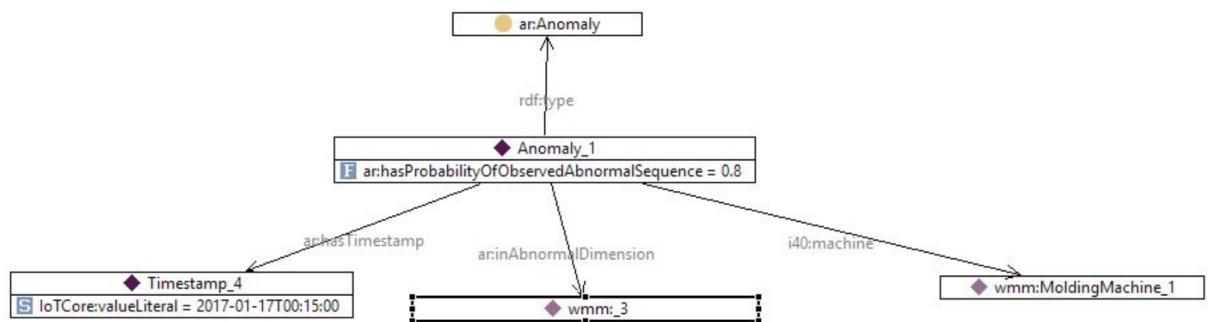 ar:Anomaly
rdf:type
Anomaly_1
F ar:hasProbabilityOfObservedAbnormalSequence = 0.8
ar:hasTimestamp
ar:inAbnormalDimension
i40:machine
Timestamp_4
S IoTCore:valueLiteral = 2017-01-17T00:15:00
wmm:_3
wmm:MoldingMachine_1